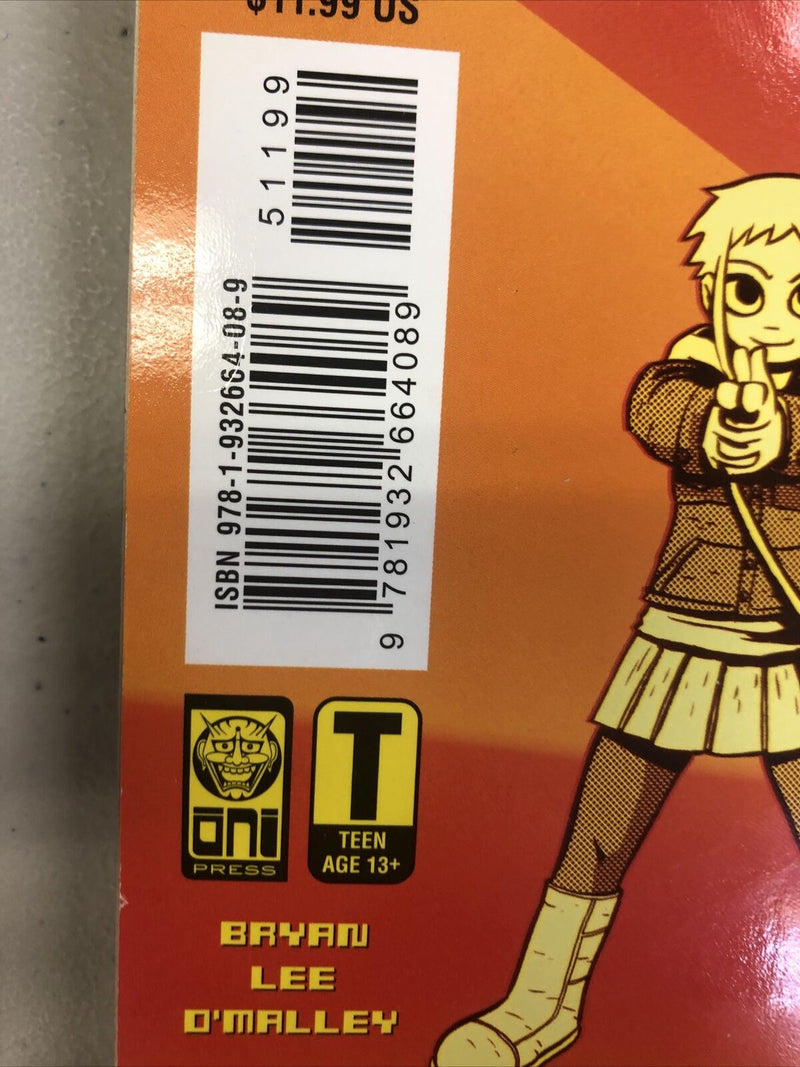 $11.99 US
51199
ISBN 978-1-932664-08-9
9 781932 664089
ōni
PRESS
T
TEEN
AGE 13+
BRYAN
LEE
O'MALLEY